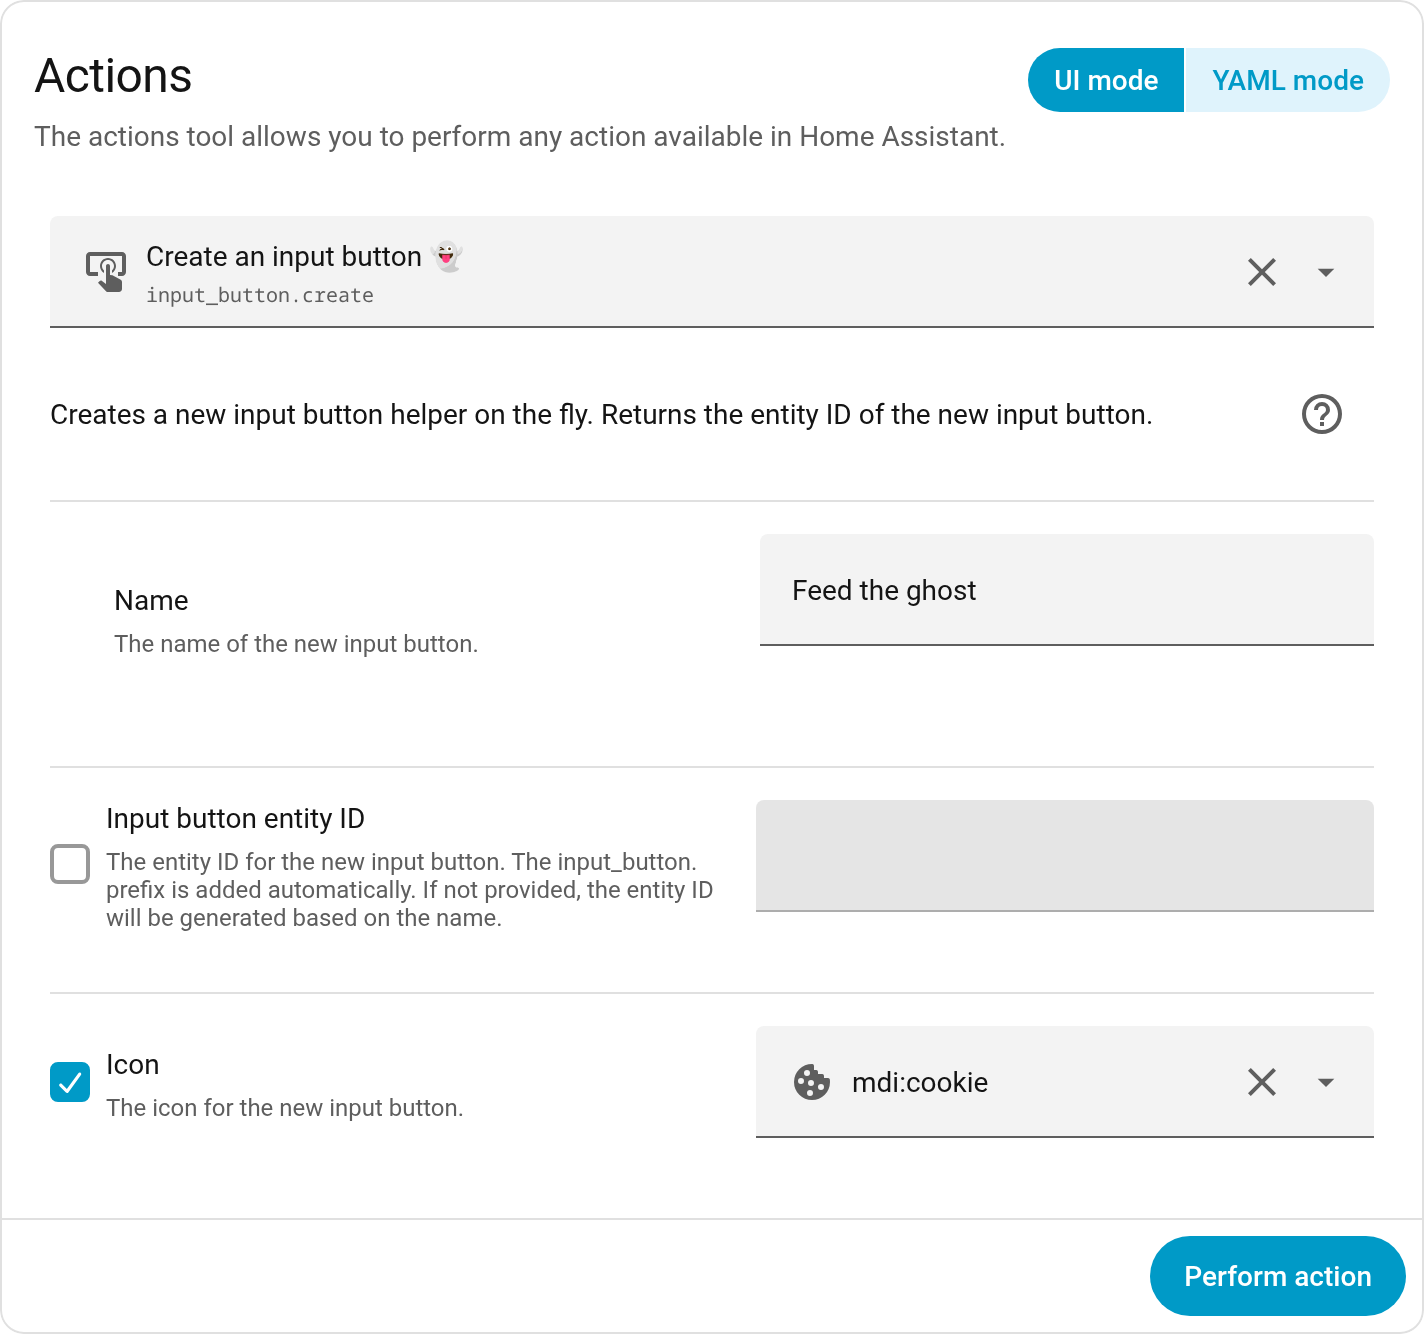 Actions
UI mode
YAML mode
The actions tool allows you to perform any action available in Home Assistant.
Create an input button 👻
input_button.create
Creates a new input button helper on the fly. Returns the entity ID of the new input button.
Name
The name of the new input button.
Feed the ghost
Input button entity ID
The entity ID for the new input button. The input_button.
prefix is added automatically. If not provided, the entity ID
will be generated based on the name.
Icon
The icon for the new input button.
mdi:cookie
Perform action